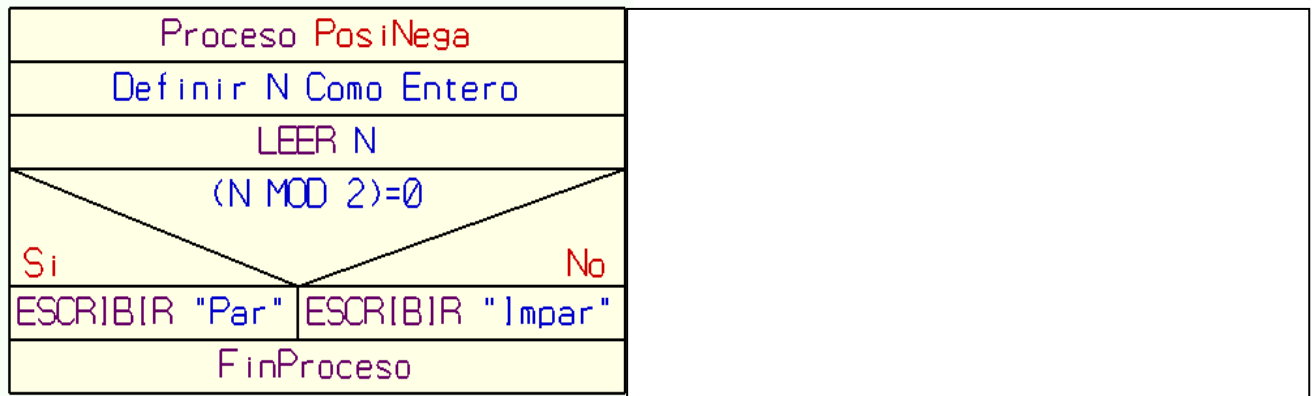 Proceso PosiNega
Definir N Como Entero
LEER N
(N MOD 2)=0
Si No
ESCRIBIR "Par" ESCRIBIR "Impar"
FinProceso